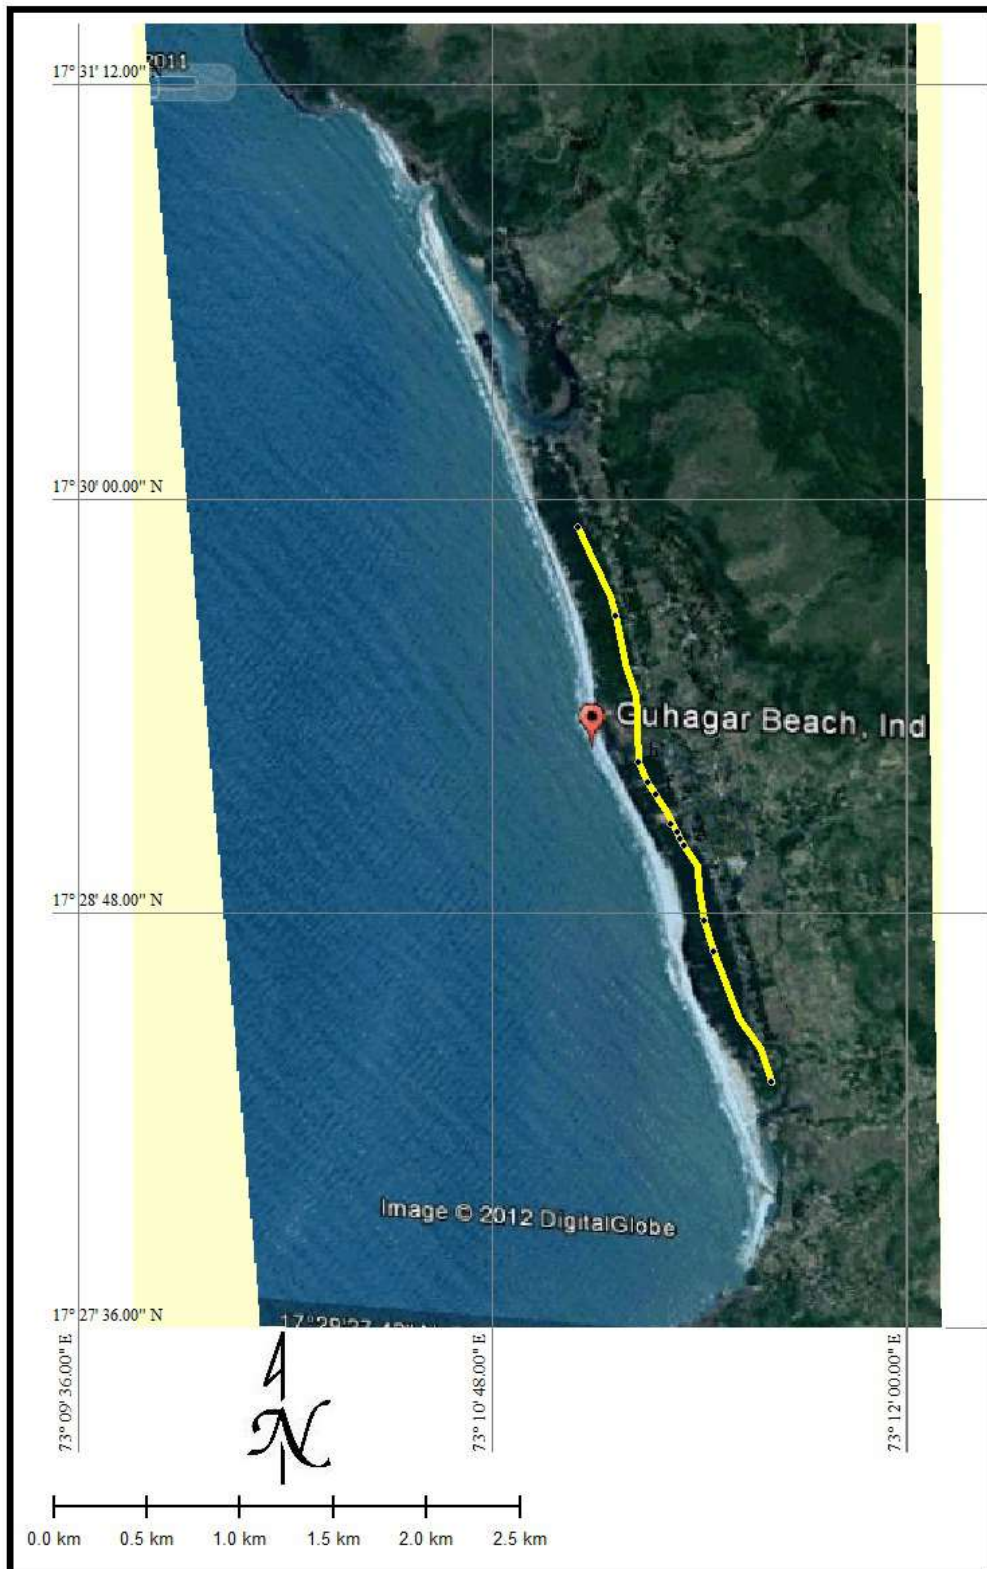 2011
17° 31' 12.00" N
17° 30' 00.00" N
Guhagar Beach, Ind
17° 28' 48.00" N
Image © 2012 DigitalGlobe
17° 27' 36.00" N
73° 09' 36.00" E
73° 10' 48.00" E
73° 12' 00.00" E
N
0.0 km
0.5 km
1.0 km
1.5 km
2.0 km
2.5 km